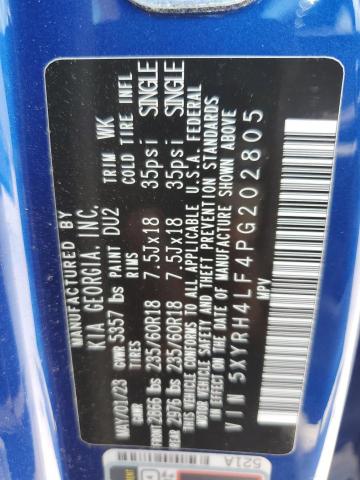 MANUFACTURED BY
KIA GEORGIA, INC.
MAY/01/23 GVWR 5357 lbs PAINT DU2 TRIM WK
GAWR RIMS COLD TIRE INFL
FRONT 2866 lbs 235/60R18 7.5JX18 35psi SINGLE
REAR 2976 lbs 235/60R18 7.5JX18 35psi SINGLE
THIS VEHICLE CONFORMS TO ALL APPLICABLE U.S.A. FEDERAL
MOTOR VEHICLE SAFETY AND THEFT PREVENTION STANDARDS
IN EFFECT ON THE DATE OF MANUFACTURE SHOWN ABOVE
VIN 5XYRH4LF4PG202805
MPV
521A